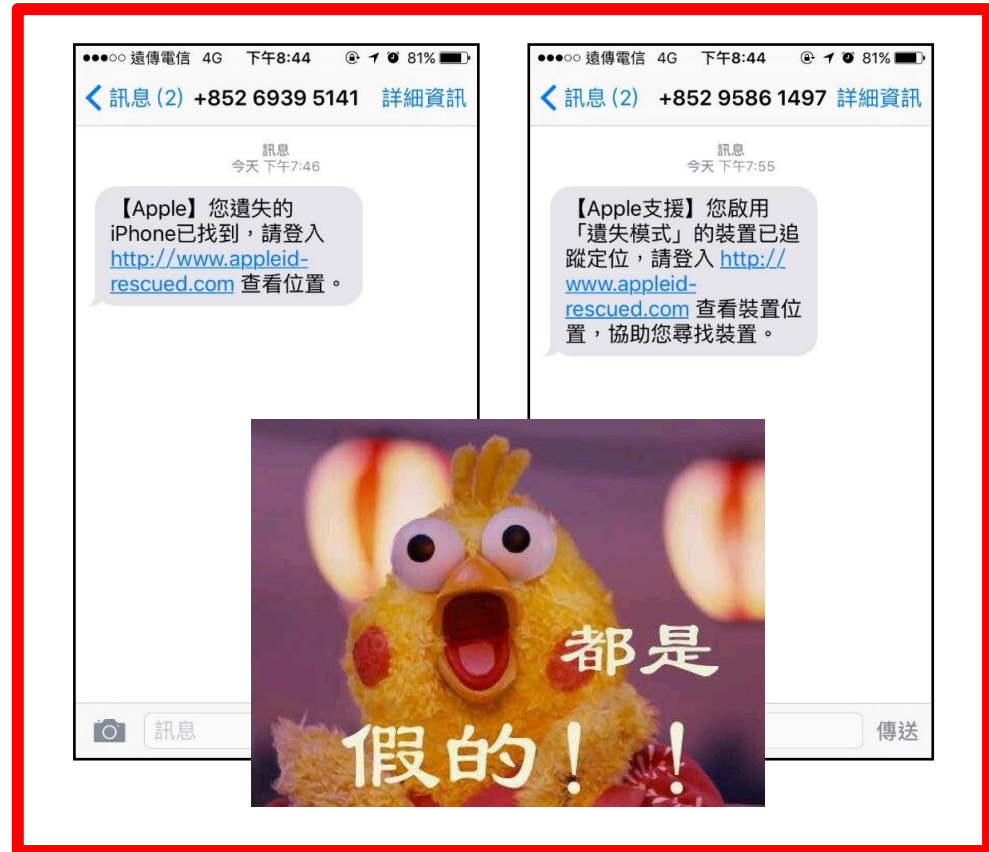 ●●●○○ 遠傳電信 4G 下午8:44 81%
訊息 (2) +852 6939 5141 詳細資訊
訊息
今天 下午7:46
【Apple】您遺失的
iPhone已找到，請登入
http://www.appleid-
rescued.com 查看位置。
訊息
●●●○○ 遠傳電信 4G 下午8:44 81%
訊息 (2) +852 9586 1497 詳細資訊
訊息
今天 下午7:55
【Apple支援】您啟用
「遺失模式」的裝置已追
蹤定位，請登入 http://
www.appleid-
rescued.com 查看裝置位
置，協助您尋找裝置。
傳送
都是
假的！！